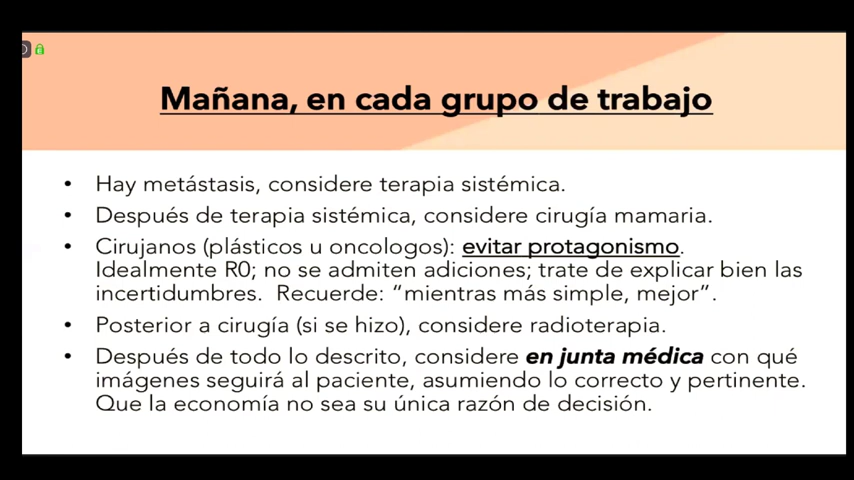 Mañana, en cada grupo de trabajo
• Hay metástasis, considere terapia sistémica.
• Después de terapia sistémica, considere cirugía mamaria.
• Cirujanos (plásticos u oncologos): evitar protagonismo.
Idealmente R0; no se admiten adiciones; trate de explicar bien las
incertidumbres. Recuerde: “mientras más simple, mejor”.
• Posterior a cirugía (si se hizo), considere radioterapia.
• Después de todo lo descrito, considere en junta médica con qué
imágenes seguirá al paciente, asumiendo lo correcto y pertinente.
Que la economía no sea su única razón de decisión.